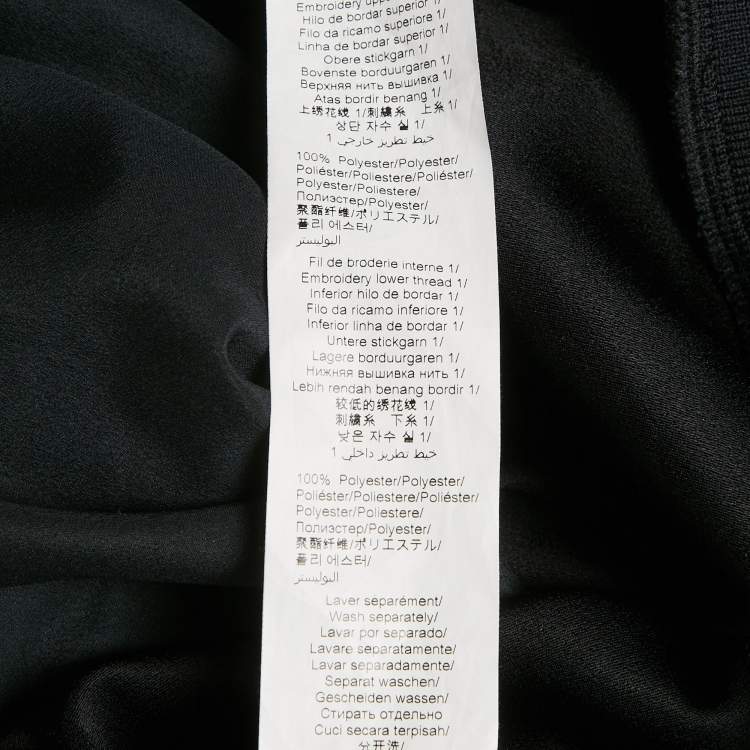 Embroidery upper
Hilo de bordar superior 1/
Filo da ricamo superiore 1/
Linha de bordar superior 1/
Obere stickgarn 1/
Bovenste borduurgaren 1/
Верхняя нить вышивка 1/
Atas bordir benang 1/
上绣花线 1/刺繍糸 上糸 1/
상단 자수 실 1/
خيط تطريز خارجي 1
100% Polyester/Polyester/
Poliéster/Poliestere/Poliéster/
Polyester/Poliestere/
Полиэстер/Polyester/
聚酯纤维/ポリエステル/
폴리 에스터/
البوليستر
Fil de broderie interne 1/
Embroidery lower thread 1/
Inferior hilo de bordar 1/
Filo da ricamo inferiore 1/
Inferior linha de bordar 1/
Untere stickgarn 1/
Lagere borduurgaren 1/
Нижняя вышивка нить 1/
Lebih rendah benang bordir 1/
较低的绣花线 1/
刺繍糸 下糸 1/
낮은 자수 실 1/
خيط تطريز داخلي 1
100% Polyester/Polyester/
Poliéster/Poliestere/Poliéster/
Polyester/Poliestere/
Полиэстер/Polyester/
聚酯纤维/ポリエステル/
폴리 에스터/
البوليستر
Laver séparément/
Wash separately/
Lavar por separado/
Lavare separatamente/
Lavar separadamente/
Separat waschen/
Gescheiden wassen/
Стирать отдельно
Cuci secara terpisah/
分开洗/